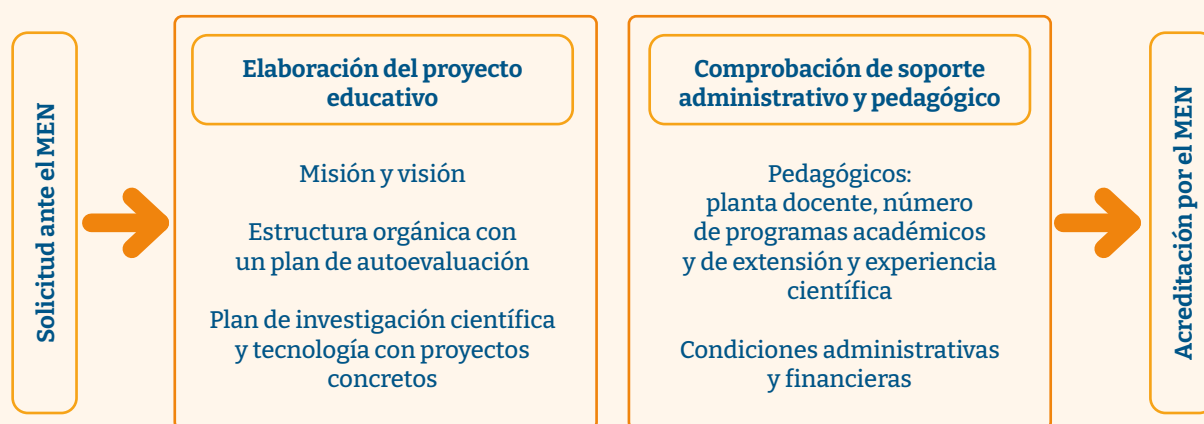 Solicitud ante el MEN
Elaboración del proyecto
educativo
Misión y visión
Estructura orgánica con
un plan de autoevaluación
Plan de investigación científica
y tecnología con proyectos
concretos
Comprobación de soporte
administrativo y pedagógico
Pedagógicos:
planta docente, número
de programas académicos
y de extensión y experiencia
científica
Condiciones administrativas
y financieras
Acreditación por el MEN